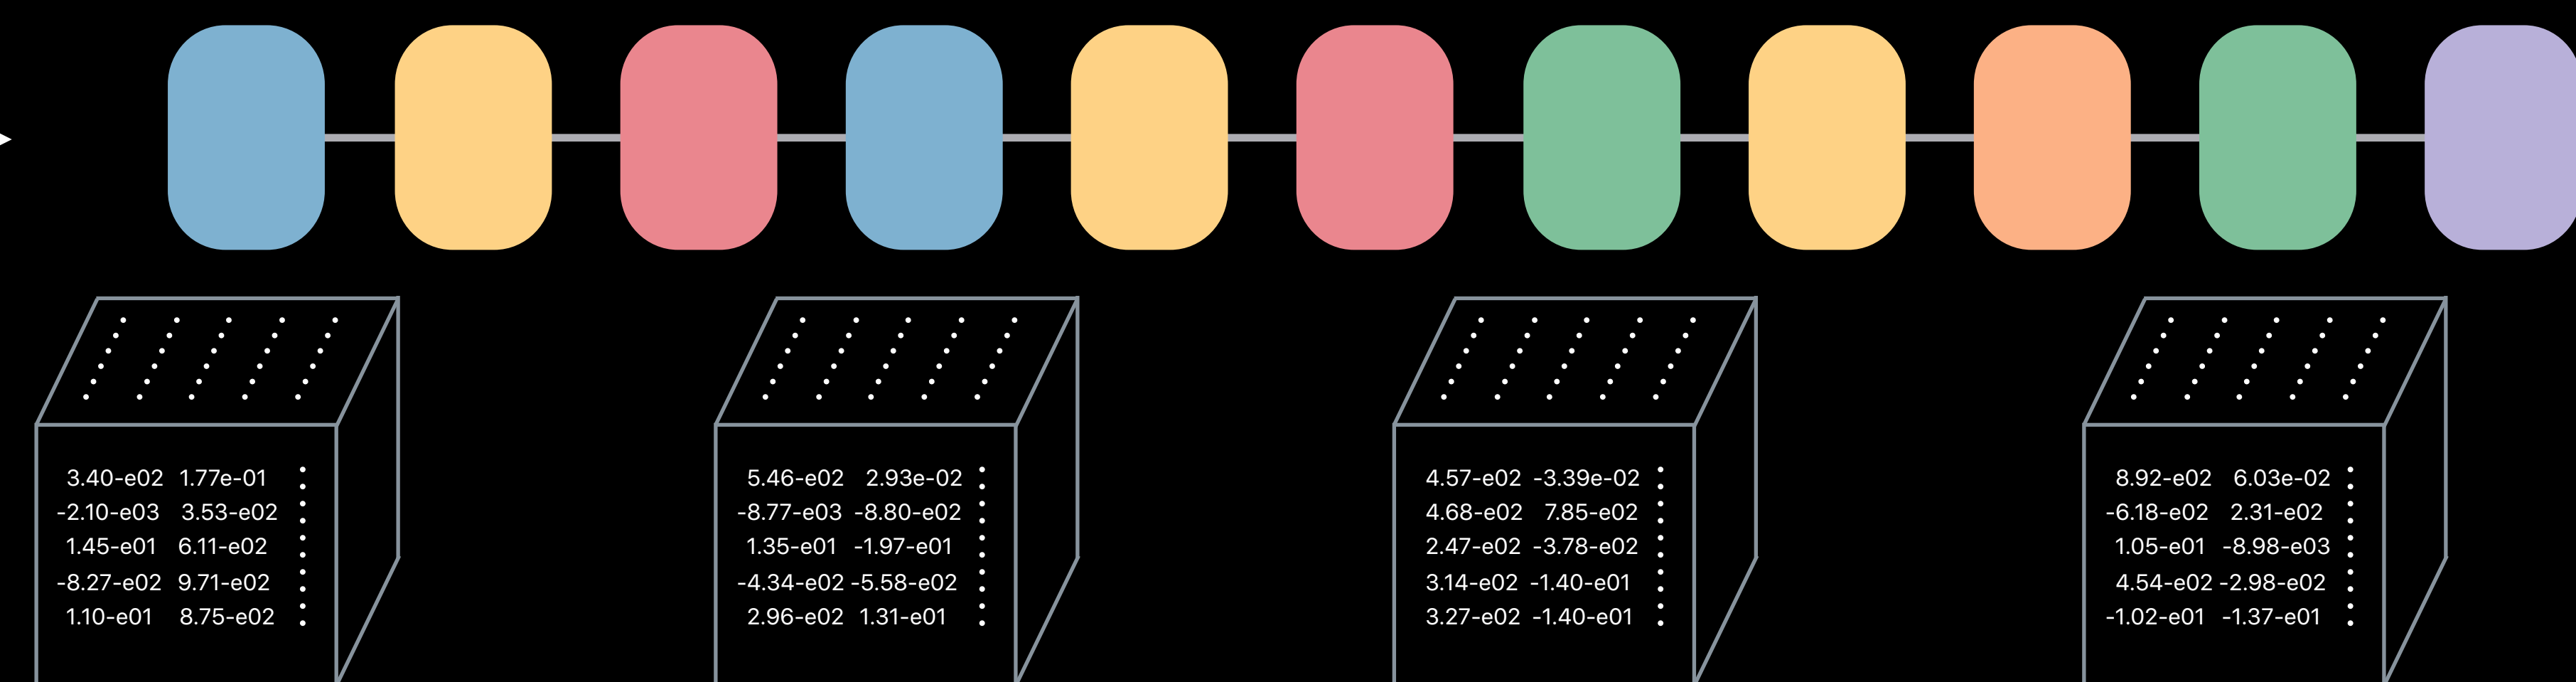 3.40-e02 1.77e-01
-2.10-e03 3.53-e02
1.45-e01 6.11-e02
-8.27-e02 9.71-e02
1.10-e01 8.75-e02
5.46-e02 2.93e-02
-8.77-e03 -8.80-e02
1.35-e01 -1.97-e01
-4.34-e02 -5.58-e02
2.96-e02 1.31-e01
4.57-e02 -3.39e-02
4.68-e02 7.85-e02
2.47-e02 -3.78-e02
3.14-e02 -1.40-e01
3.27-e02 -1.40-e01
8.92-e02 6.03e-02
-6.18-e02 2.31-e02
1.05-e01 -8.98-e03
4.54-e02 -2.98-e02
-1.02-e01 -1.37-e01